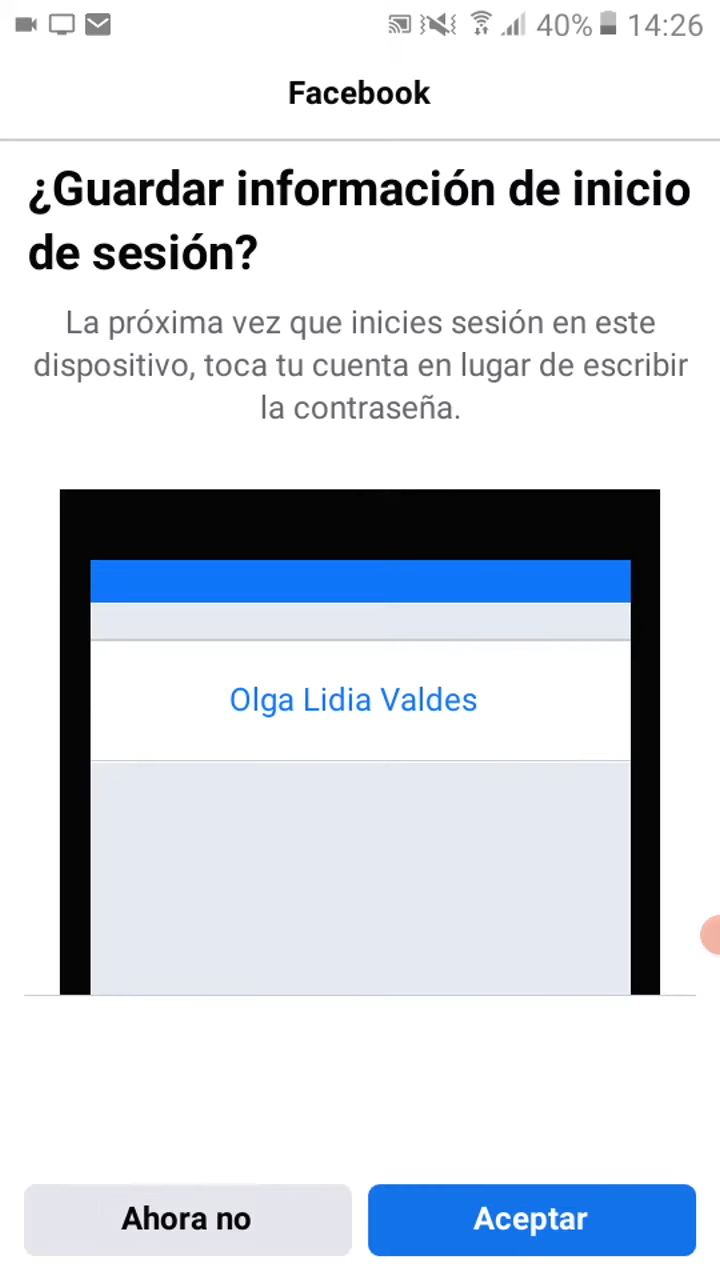 40% 14:26
Facebook
¿Guardar información de inicio
de sesión?
La próxima vez que inicies sesión en este
dispositivo, toca tu cuenta en lugar de escribir
la contraseña.
Olga Lidia Valdes
Ahora no
Aceptar